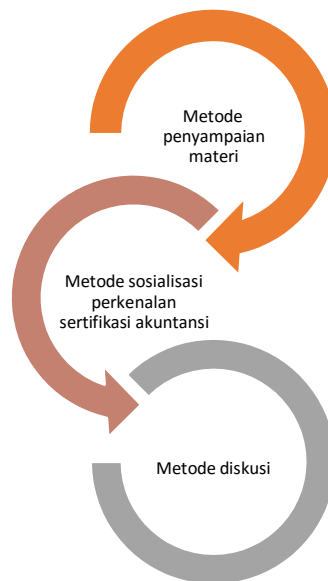 Metode
penyampaian
materi
Metode sosialisasi
perkenalan
sertifikasi akuntansi
Metode diskusi